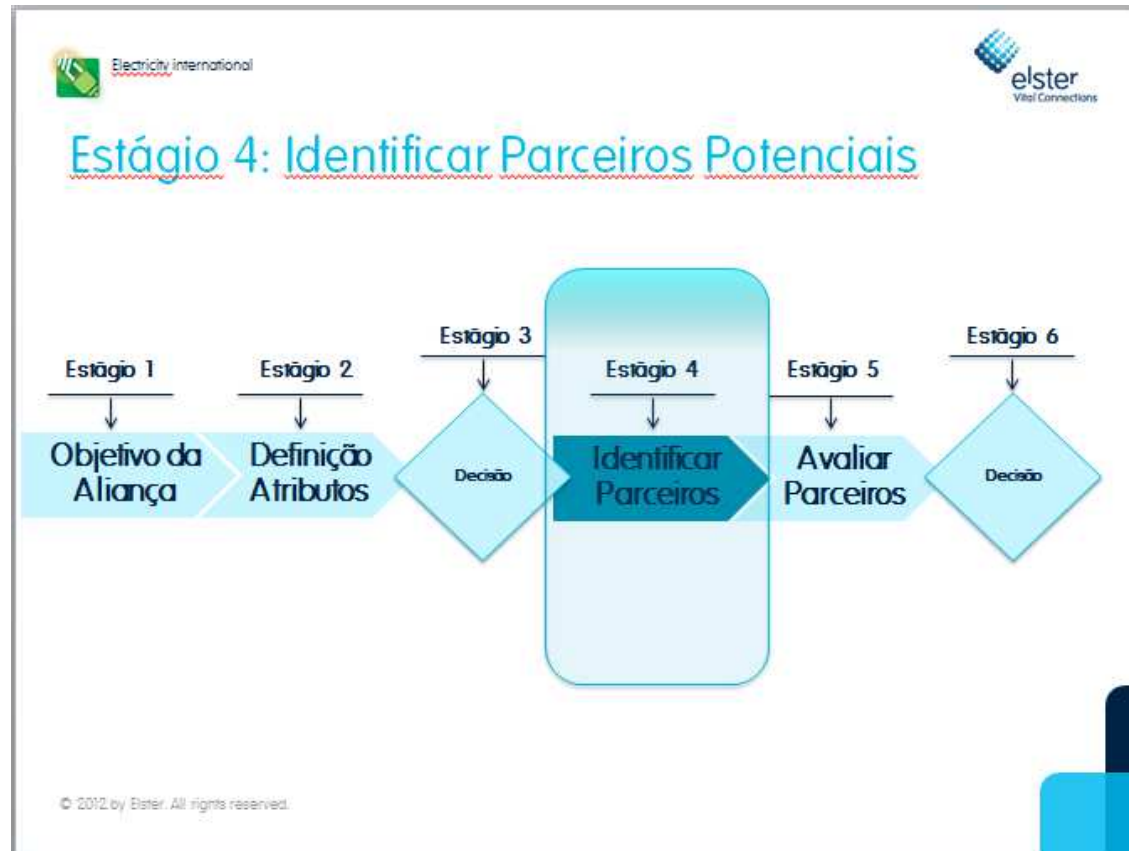 Electricity international
elster
Vital Connections
Estágio 4: Identificar Parceiros Potenciais
Estágio 1
Objetivo da
Aliança
Estágio 2
Definição
Atributos
Estágio 3
Decisão
Estágio 4
Identificar
Parceiros
Estágio 5
Avaliar
Parceiros
Estágio 6
Decisão
© 2012 by Elster. All rights reserved.